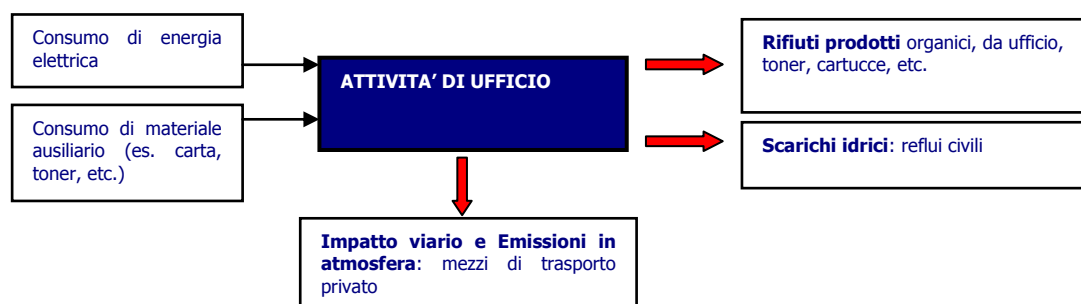 Consumo di energia
elettrica
Consumo di materiale
ausiliario (es. carta,
toner, etc.)
ATTIVITA’ DI UFFICIO
Rifiuti prodotti organici, da ufficio,
toner, cartucce, etc.
Scarichi idrici: reflui civili
Impatto viario e Emissioni in
atmosfera: mezzi di trasporto
privato